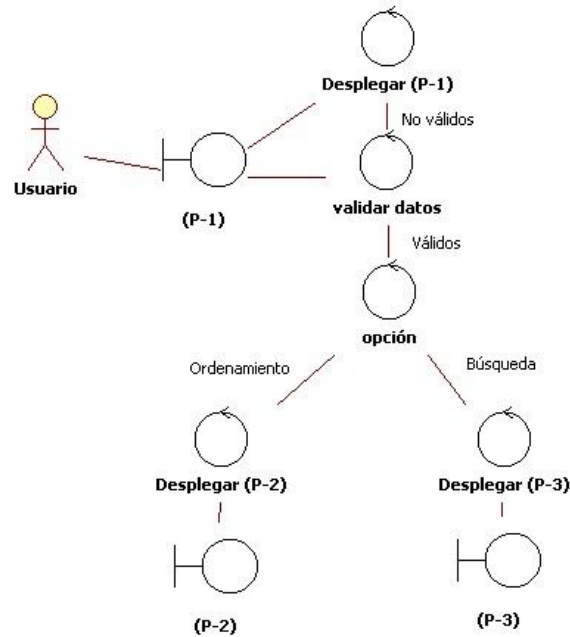 Desplegar (P-1)
No válidos
Usuario
(P-1)
validar datos
Válidos
opción
Ordenamiento
Búsqueda
Desplegar (P-2)
Desplegar (P-3)
(P-2)
(P-3)